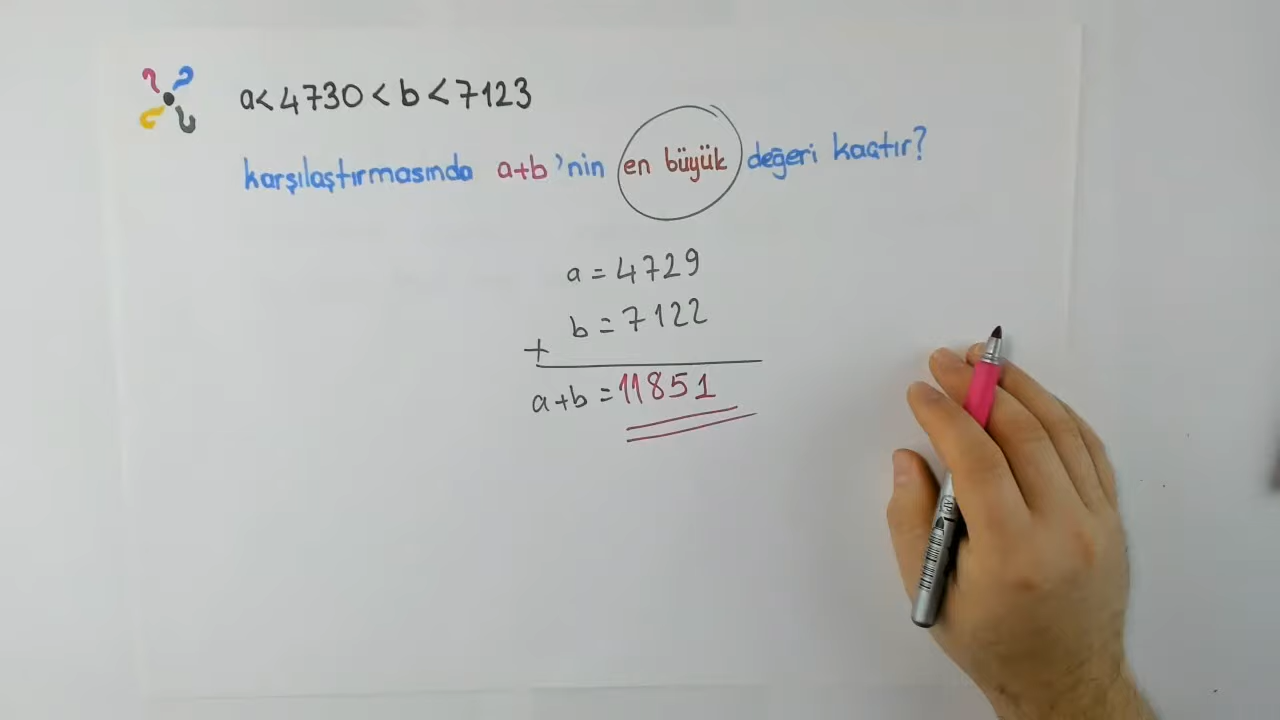 a < 4730 < b < 7123
karşılaştırmasında a+b'nin en büyük değeri kaçtır?
a = 4729
b = 7122
+
a+b = 11851